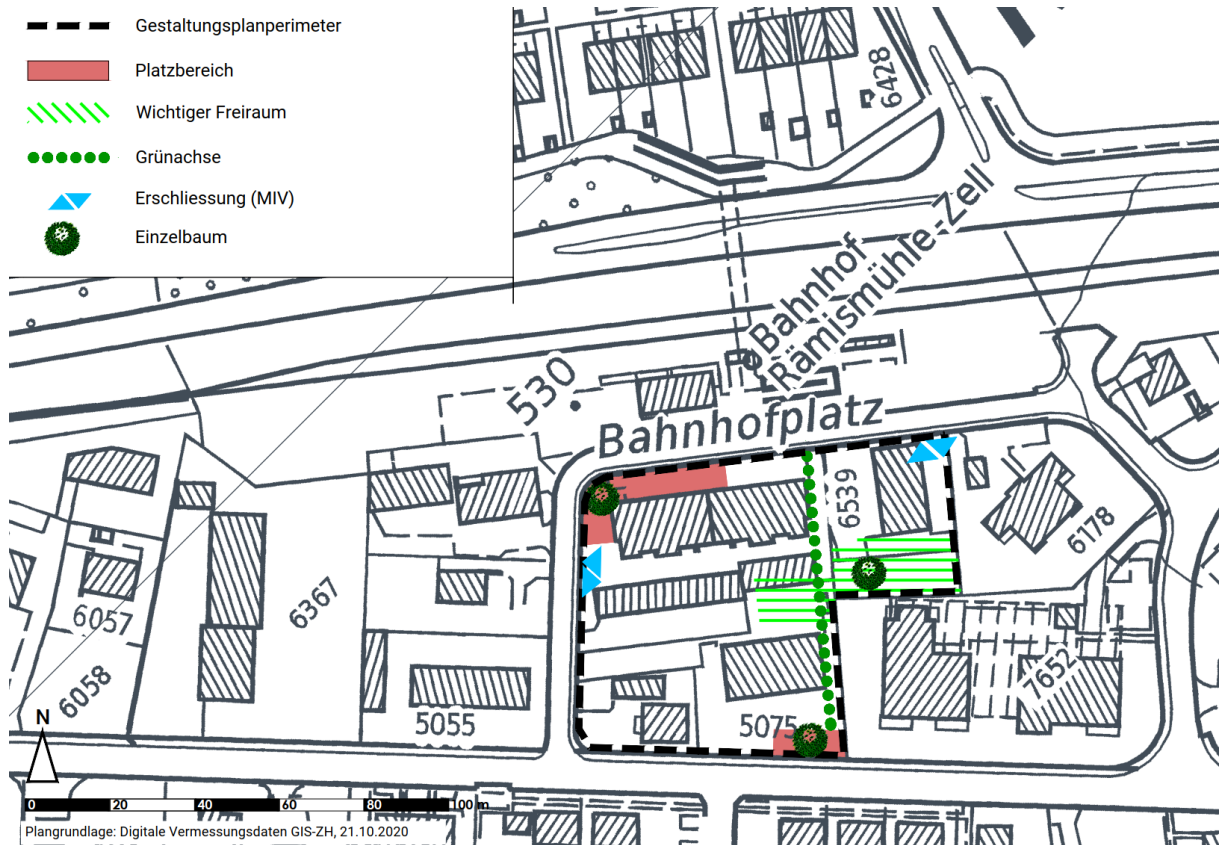 Gestaltungsplanperimeter
Platzbereich
Wichtiger Freiraum
Grünachse
Erschliessung (MIV)
Einzelbaum
6428
Bahnhof
Rämismühle-Zell
530
Bahnhofplatz
6539
6178
6367
6057
6058
7652
5055
5075
N
0 20 40 60 80 100 m
Plangrundlage: Digitale Vermessungsdaten GIS-ZH, 21.10.2020